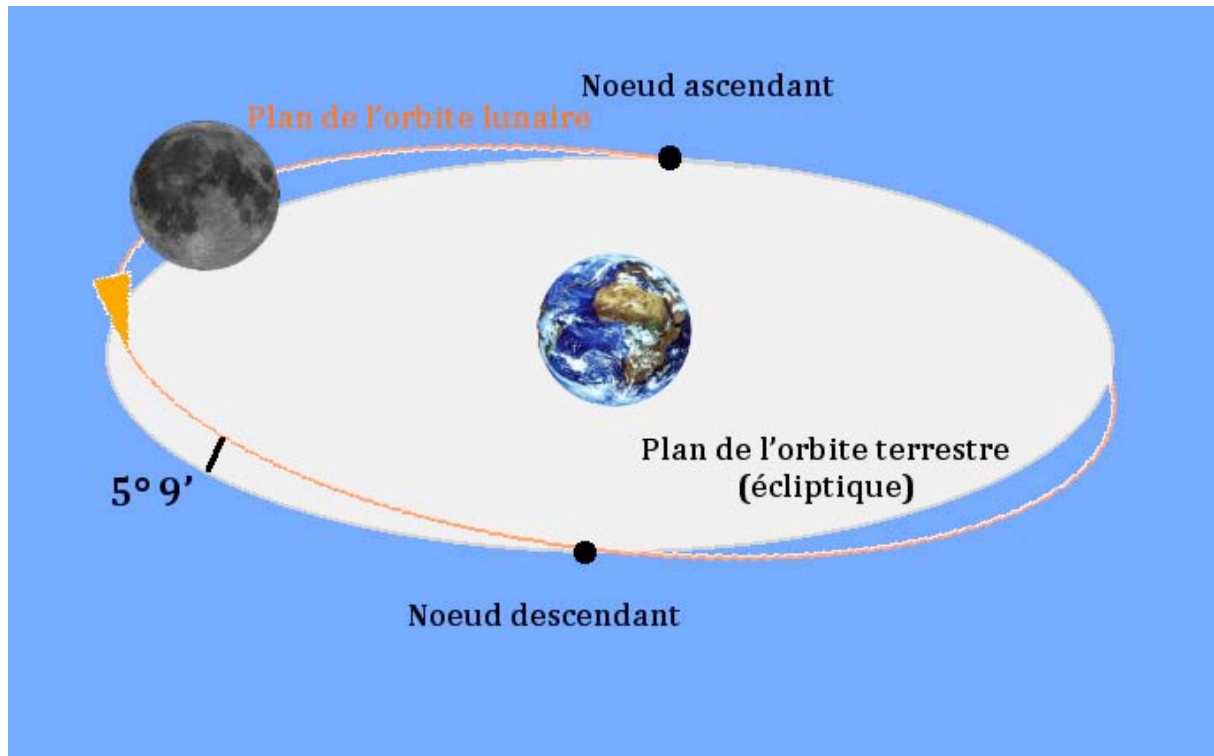 Noeud ascendant
Plan de l'orbite lunaire
Plan de l'orbite terrestre
(écliptique)
5° 9’
Noeud descendant